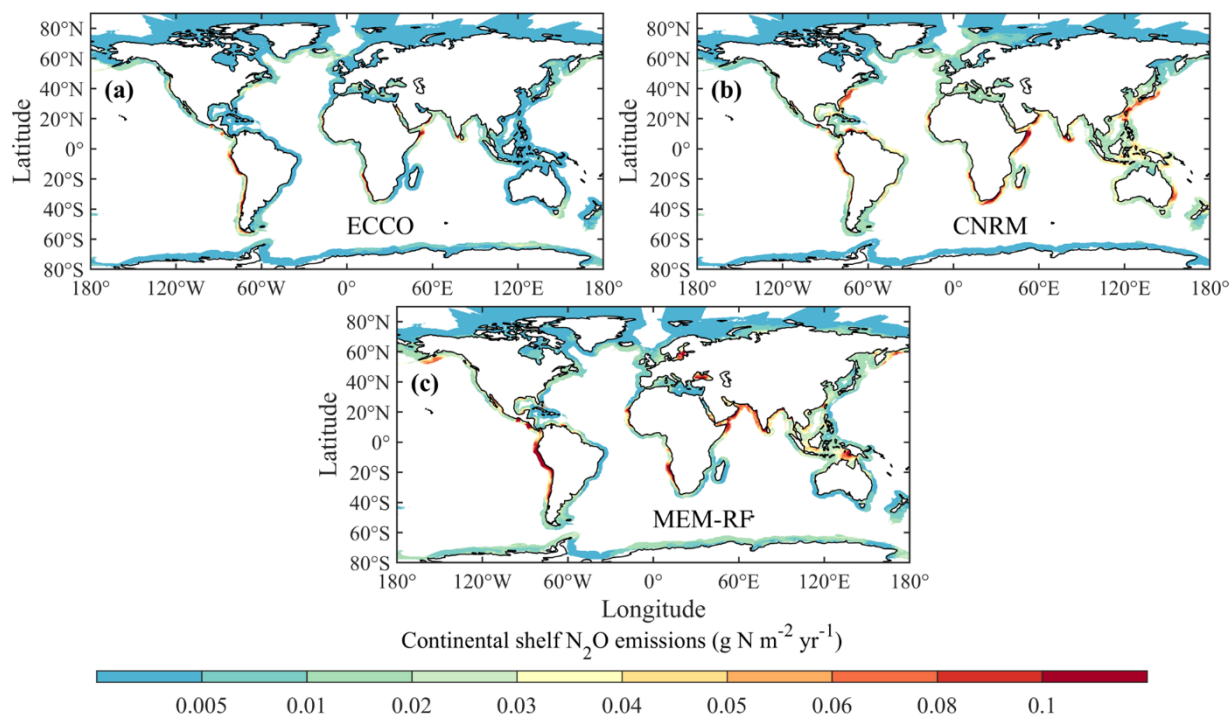 80°N
60°N
40°N
20°N
0°
20°S
40°S
60°S
80°S
Latitude
(a)
ECCO
180° 120°W 60°W 0° 60°E 120°E 180°
80°N
60°N
40°N
20°N
0°
20°S
40°S
60°S
80°S
Latitude
(b)
CNRM
180° 120°W 60°W 0° 60°E 120°E 180°
80°N
60°N
40°N
20°N
0°
20°S
40°S
60°S
80°S
Latitude
(c)
MEM-RF
180° 120°W 60°W 0° 60°E 120°E 180°
Longitude
Continental shelf N₂O emissions (g N m⁻² yr⁻¹)
0.005 0.01 0.02 0.03 0.04 0.05 0.06 0.08 0.1